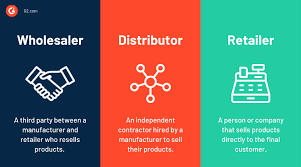 G2.com
Wholesaler
A third party between a
manufacturer and
retailer who resells
products.
Distributor
An independent
contractor hired by a
manufacturer to sell
their products.
Retailer
A person or company
that sells products
directly to the final
customer.